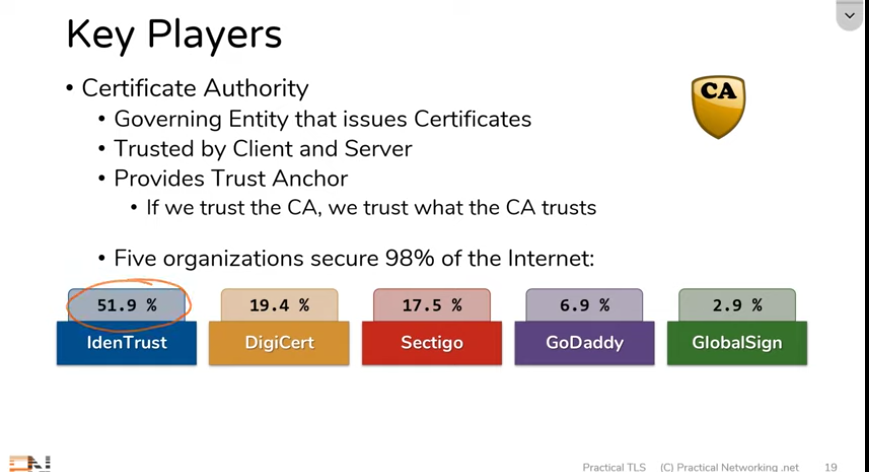 Key Players
• Certificate Authority
• Governing Entity that issues Certificates
• Trusted by Client and Server
• Provides Trust Anchor
• If we trust the CA, we trust what the CA trusts
• Five organizations secure 98% of the Internet:
CA
51.9 % 19.4 % 17.5 % 6.9 % 2.9 %
IdenTrust DigiCert Sectigo GoDaddy GlobalSign
Practical TLS (C) Practical Networking .net 19